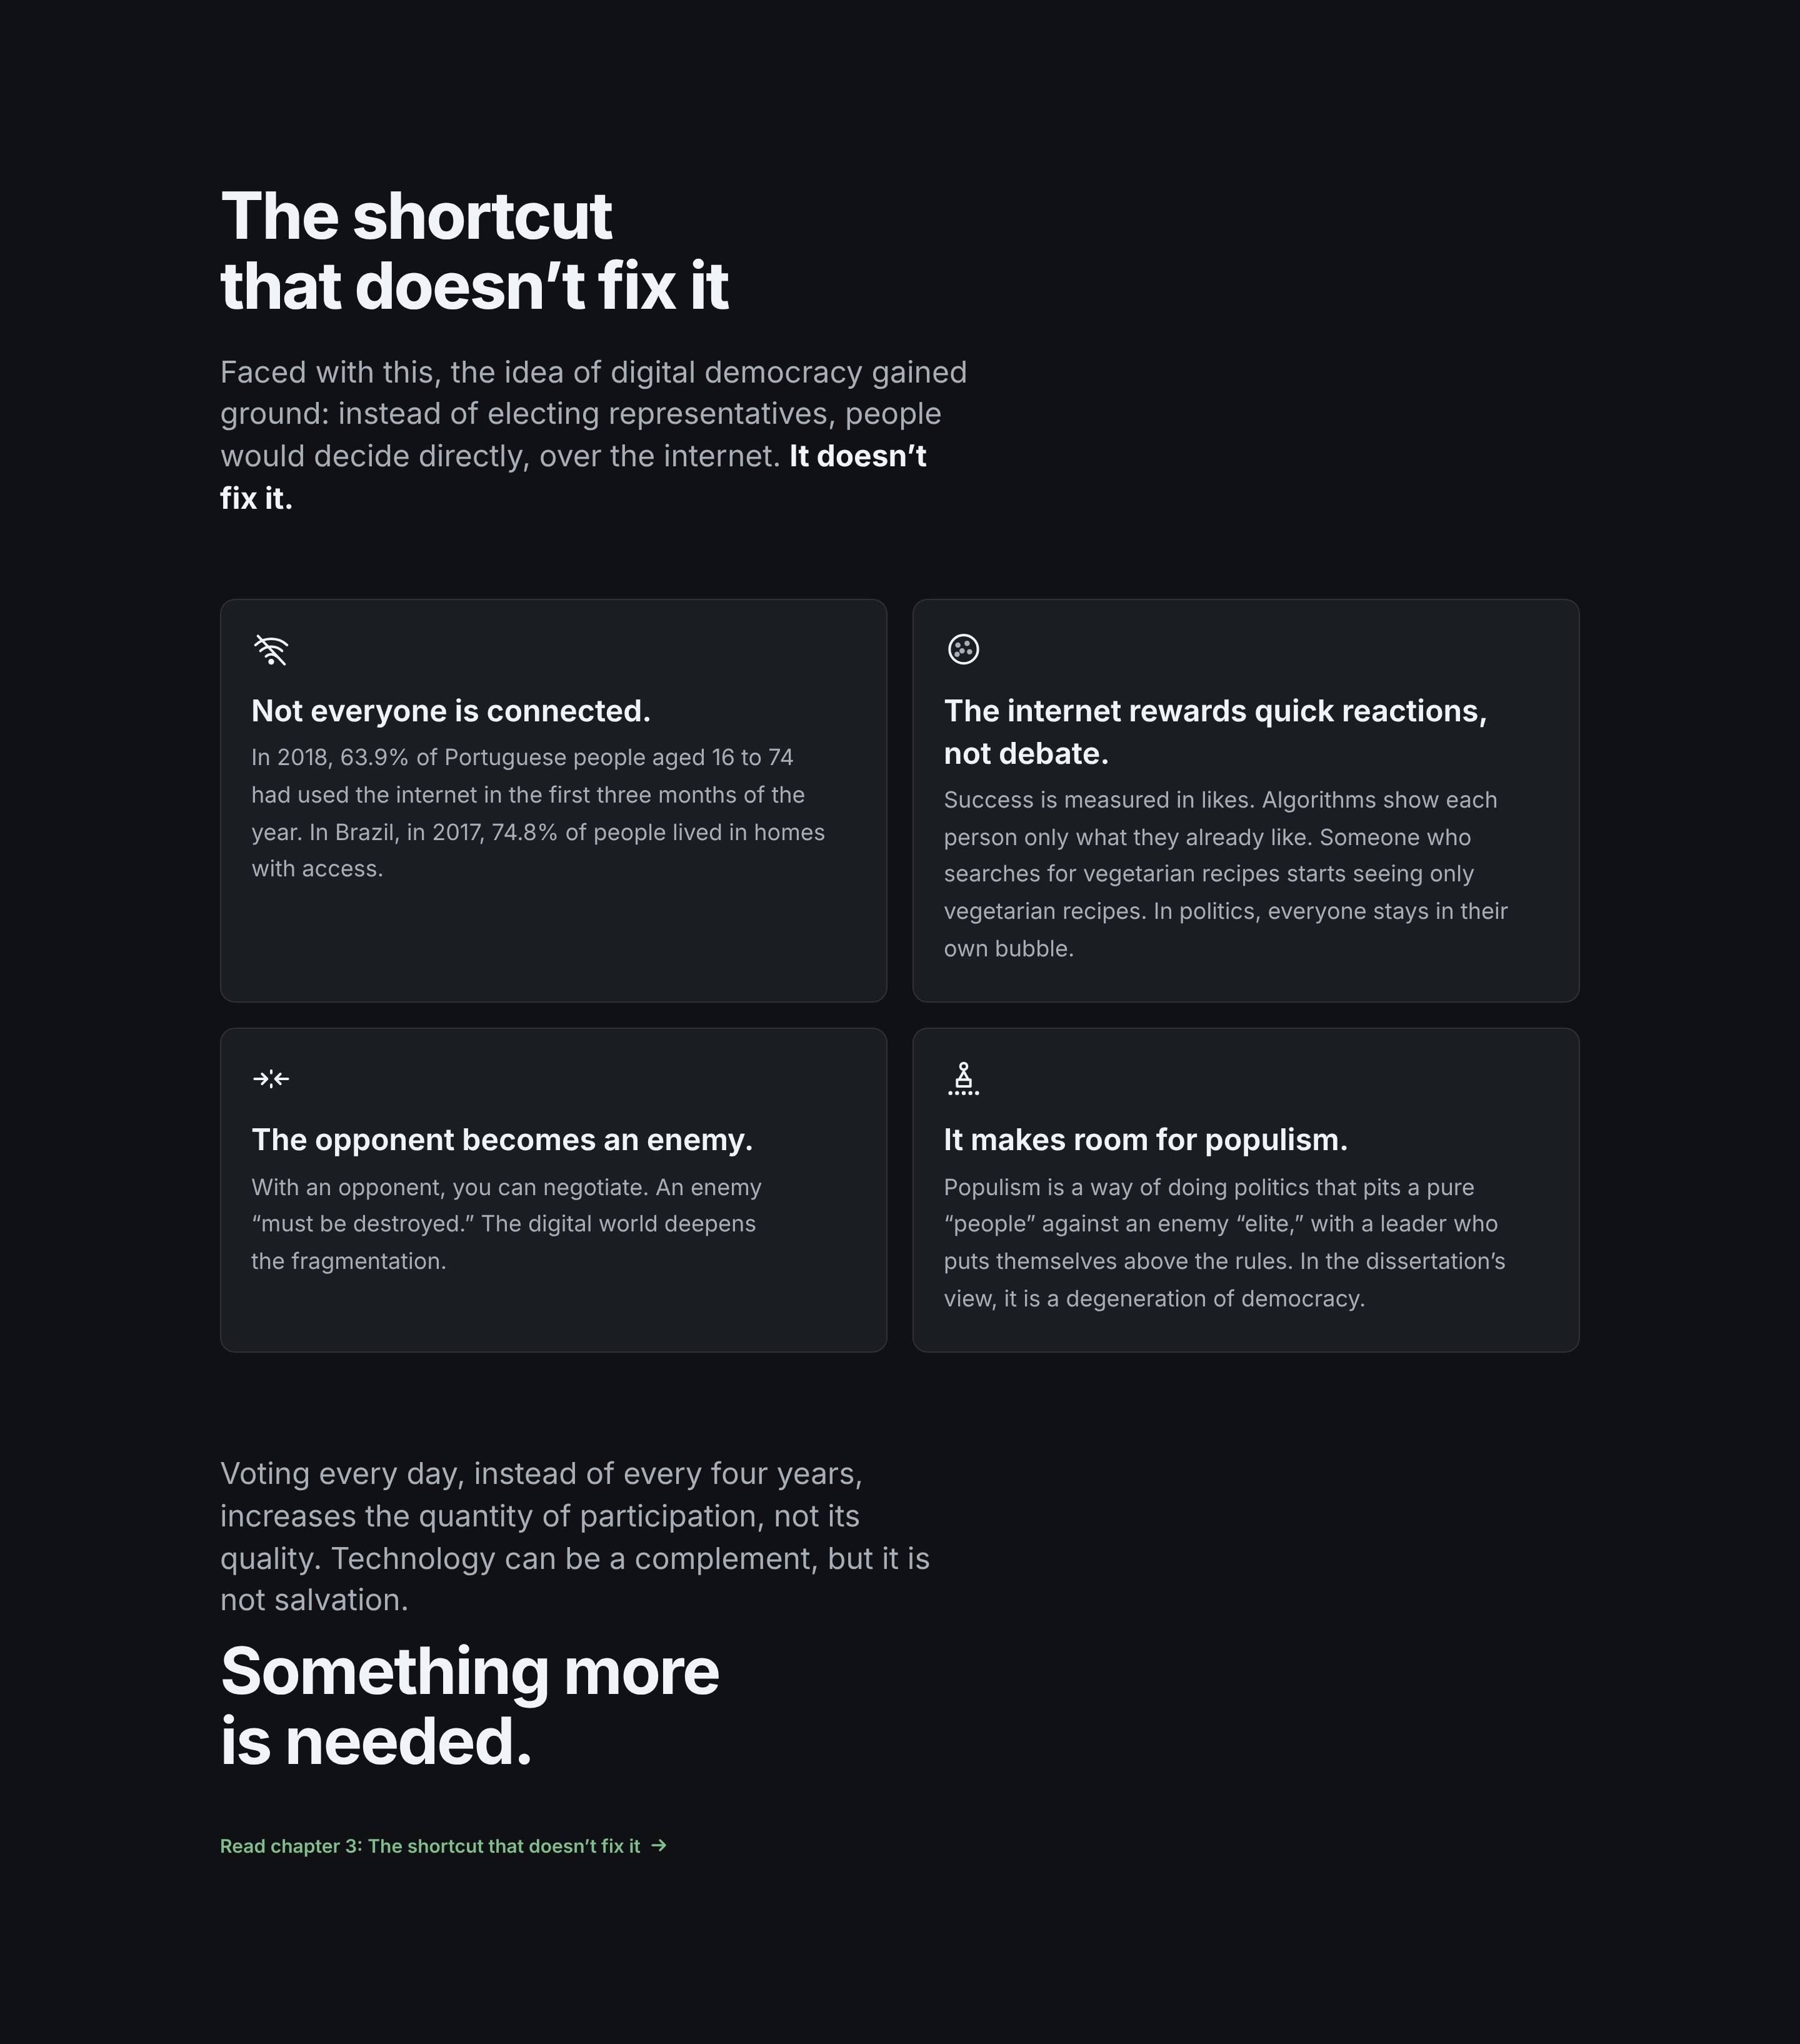 The shortcut
that doesn’t fix it
Faced with this, the idea of digital democracy gained
ground: instead of electing representatives, people
would decide directly, over the internet. It doesn’t
fix it.
Not everyone is connected.
In 2018, 63.9% of Portuguese people aged 16 to 74
had used the internet in the first three months of the
year. In Brazil, in 2017, 74.8% of people lived in homes
with access.
The internet rewards quick reactions,
not debate.
Success is measured in likes. Algorithms show each
person only what they already like. Someone who
searches for vegetarian recipes starts seeing only
vegetarian recipes. In politics, everyone stays in their
own bubble.
The opponent becomes an enemy.
With an opponent, you can negotiate. An enemy
“must be destroyed.” The digital world deepens
the fragmentation.
It makes room for populism.
Populism is a way of doing politics that pits a pure
“people” against an enemy “elite,” with a leader who
puts themselves above the rules. In the dissertation’s
view, it is a degeneration of democracy.
Voting every day, instead of every four years,
increases the quantity of participation, not its
quality. Technology can be a complement, but it is
not salvation.
Something more
is needed.
Read chapter 3: The shortcut that doesn’t fix it →